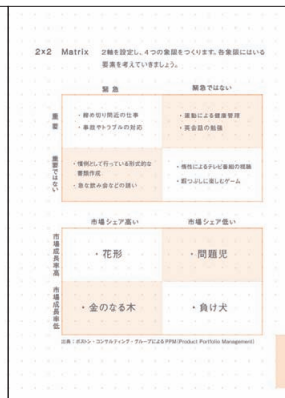 2×2 Matrix 2軸を設定し、4つの象限をつくります。各象限にはいる
要素を考えていきましょう。
緊急
緊急ではない
重要
・締め切り間近の仕事
・事故やトラブルの対応
・運動による健康管理
・英会話の勉強
重要ではない
・慣例として行っている形式的な
書類作成
・急な飲み会などの誘い
・惰性によるテレビ番組の視聴
・暇つぶしに楽しむゲーム
市場シェア高い
市場シェア低い
市場成長率高
・花形
・問題児
市場成長率低
・金のなる木
・負け犬
出典:ボストン・コンサルティング・グループによるPPM(Product Portfolio Management)